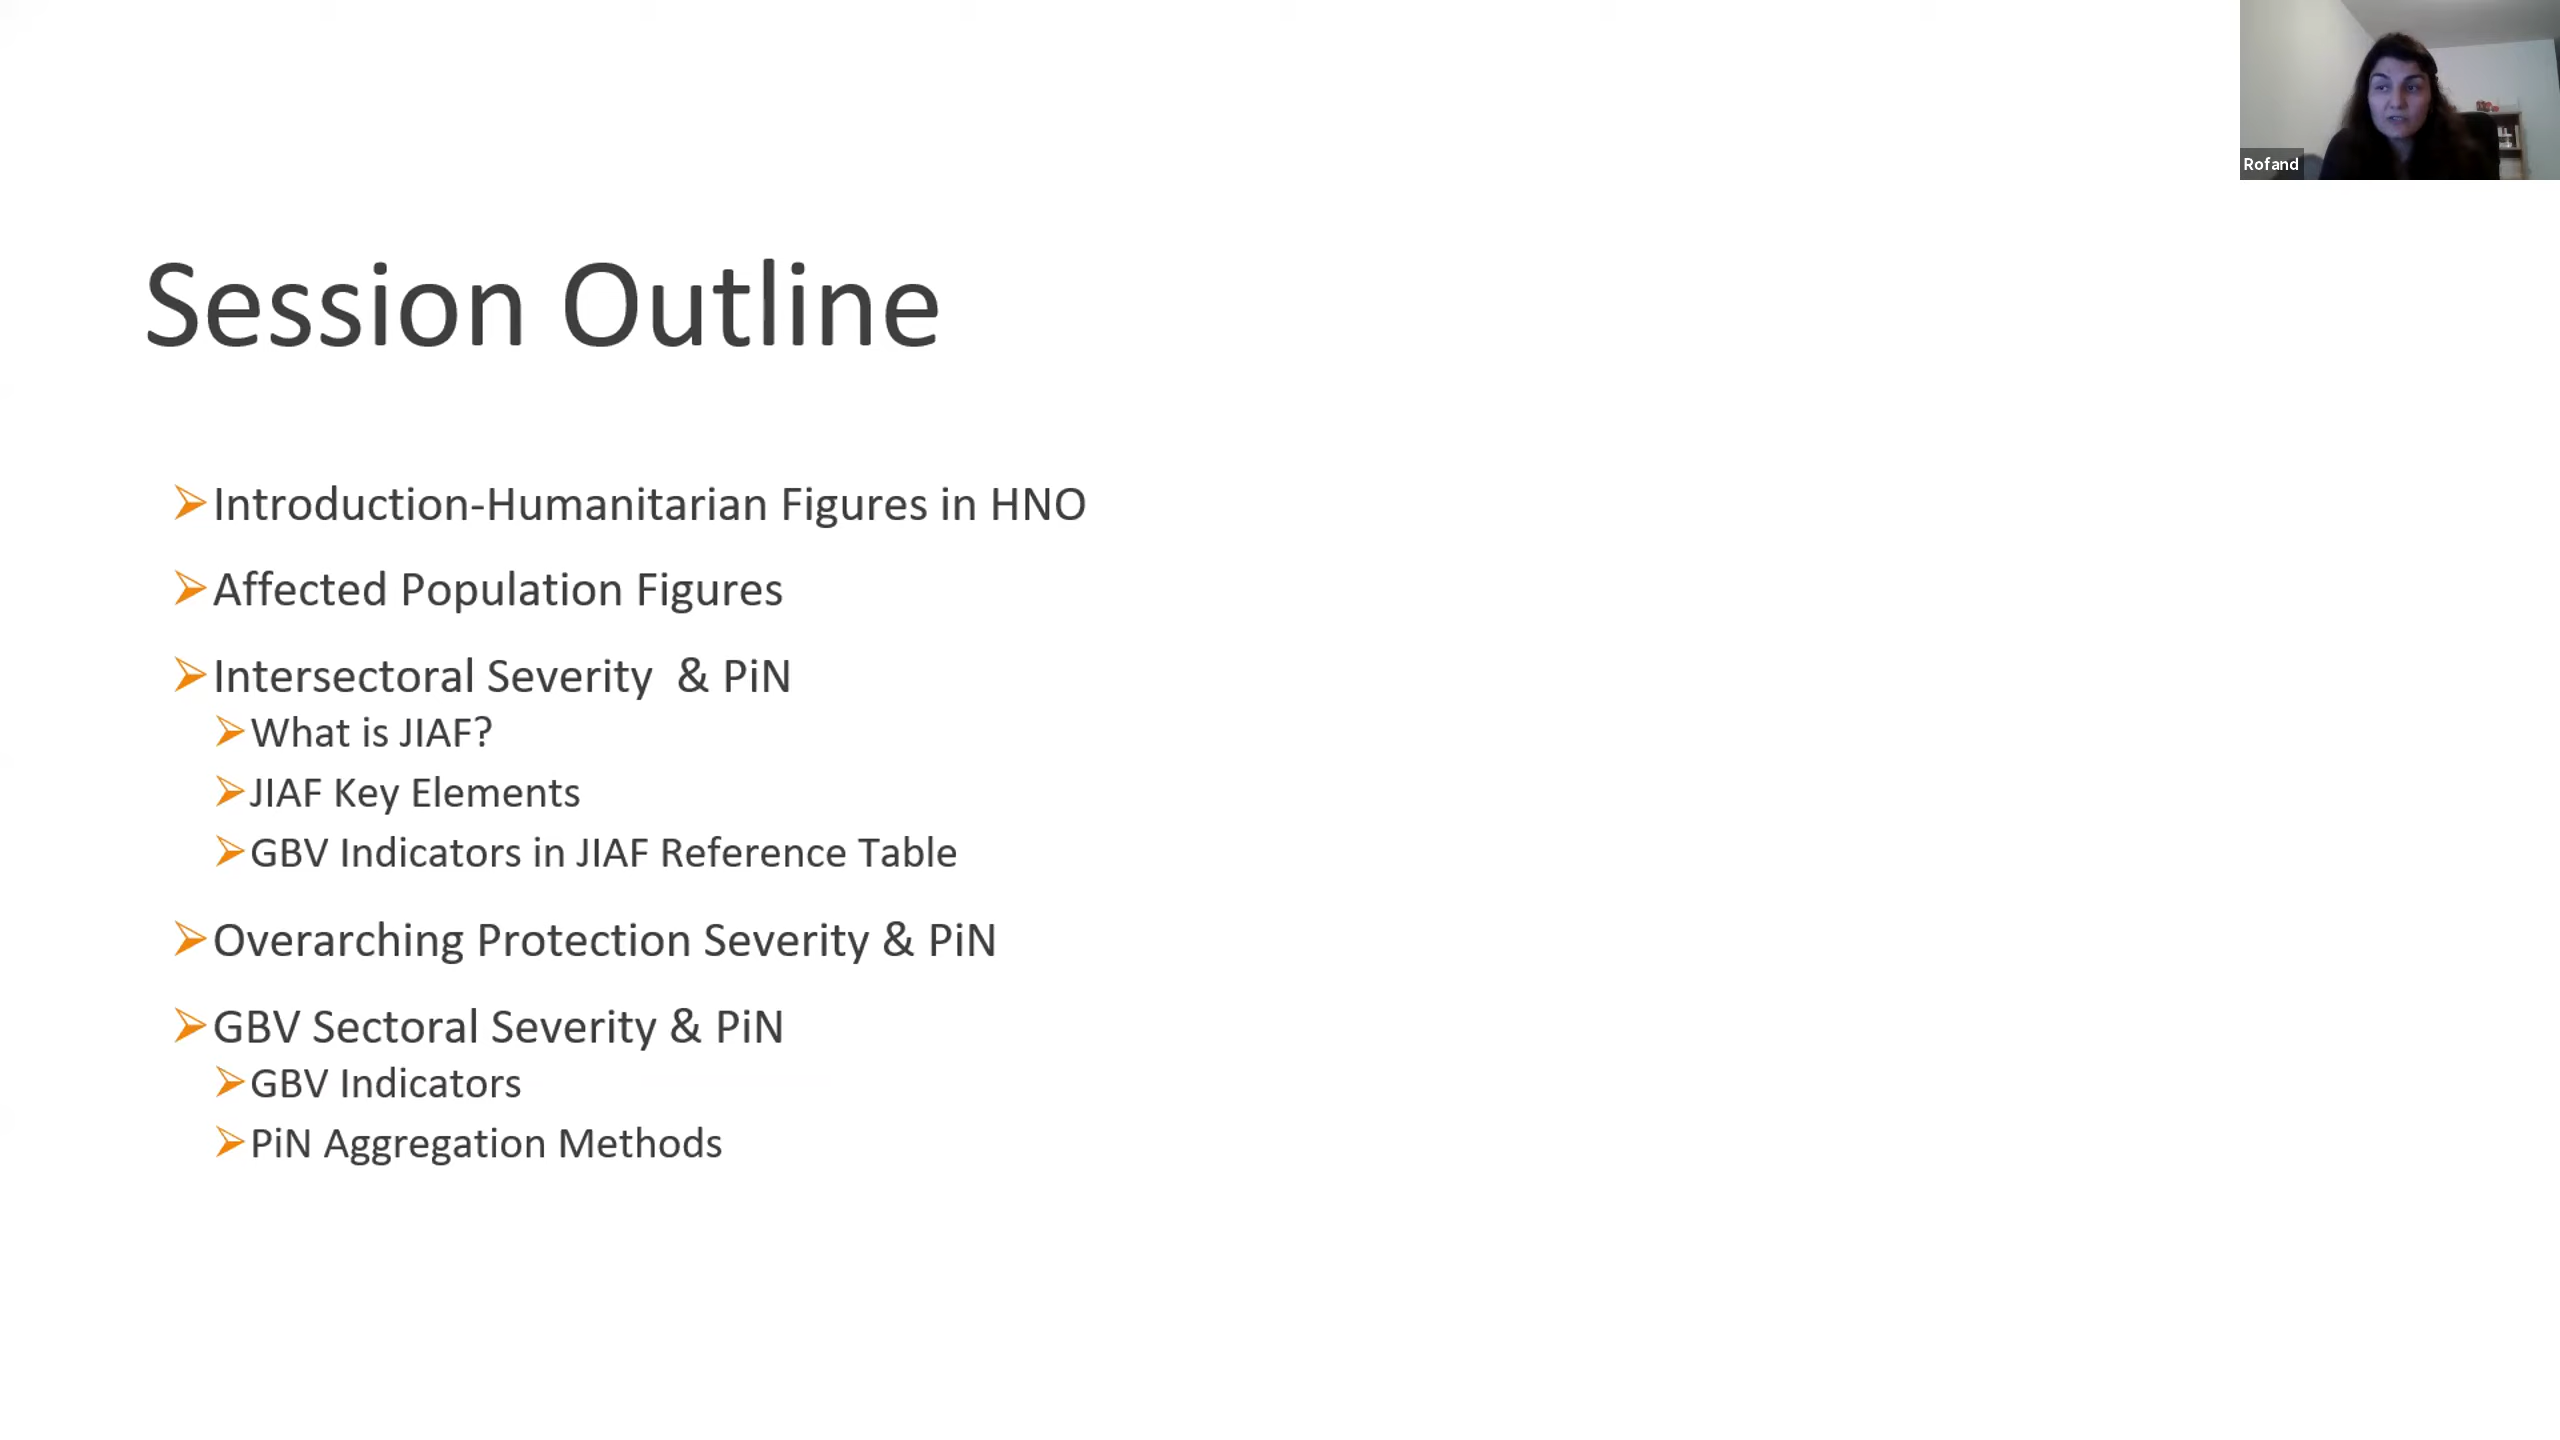 Rofand
Session Outline
Introduction-Humanitarian Figures in HNO
Affected Population Figures
Intersectoral Severity  & PiN
What is JIAF?
JIAF Key Elements
GBV Indicators in JIAF Reference Table
Overarching Protection Severity & PiN
GBV Sectoral Severity & PiN
GBV Indicators
PiN Aggregation Methods